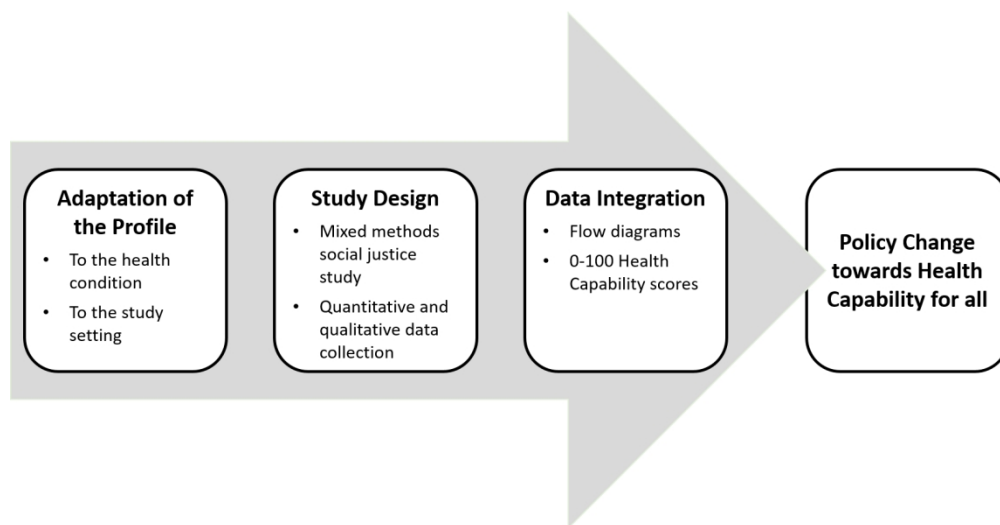 Adaptation of
the Profile
• To the health
condition
• To the study
setting
Study Design
• Mixed methods
social justice
study
• Quantitative and
qualitative data
collection
Data Integration
• Flow diagrams
• 0-100 Health
Capability scores
Policy Change
towards Health
Capability for all